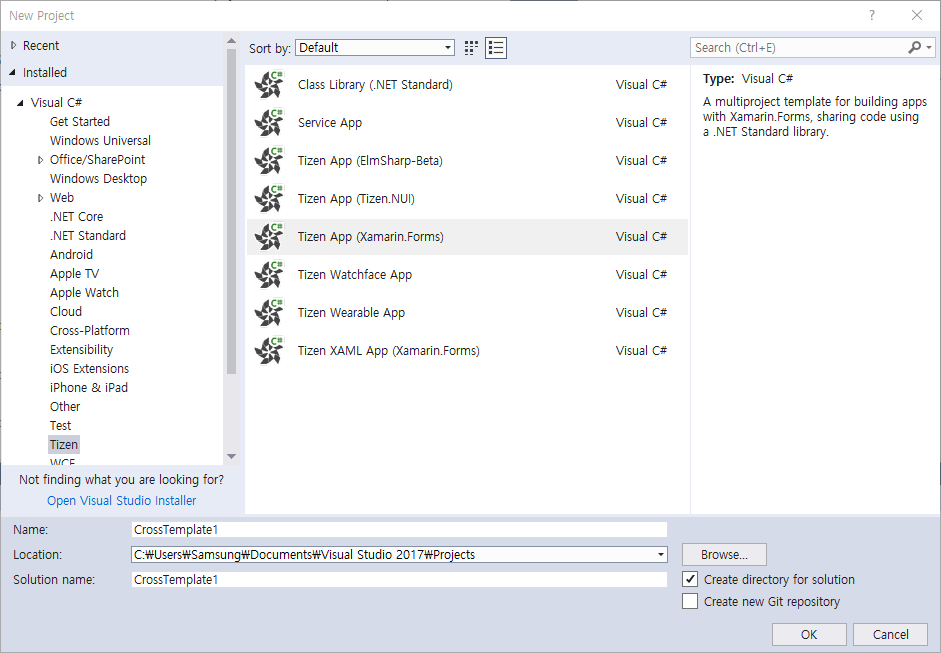 New Project
?
Recent
Installed
Visual C#
Get Started
Windows Universal
Office/SharePoint
Windows Desktop
Web
.NET Core
.NET Standard
Android
Apple TV
Apple Watch
Cloud
Cross-Platform
Extensibility
iOS Extensions
iPhone & iPad
Other
Test
Tizen
WCF
Not finding what you are looking for?
Open Visual Studio Installer
Sort by: Default
C# Class Library (.NET Standard) Visual C#
C# Service App Visual C#
C# Tizen App (ElmSharp-Beta) Visual C#
C# Tizen App (Tizen.NUI) Visual C#
C# Tizen App (Xamarin.Forms) Visual C#
C# Tizen Watchface App Visual C#
C# Tizen Wearable App Visual C#
C# Tizen XAML App (Xamarin.Forms) Visual C#
Search (Ctrl+E)
Type: Visual C#
A multiproject template for building apps
with Xamarin.Forms, sharing code using
a .NET Standard library.
Name: CrossTemplate1
Location: C:₩Users₩Samsung₩Documents₩Visual Studio 2017₩Projects
Browse...
Solution name: CrossTemplate1
Create directory for solution
Create new Git repository
OK Cancel